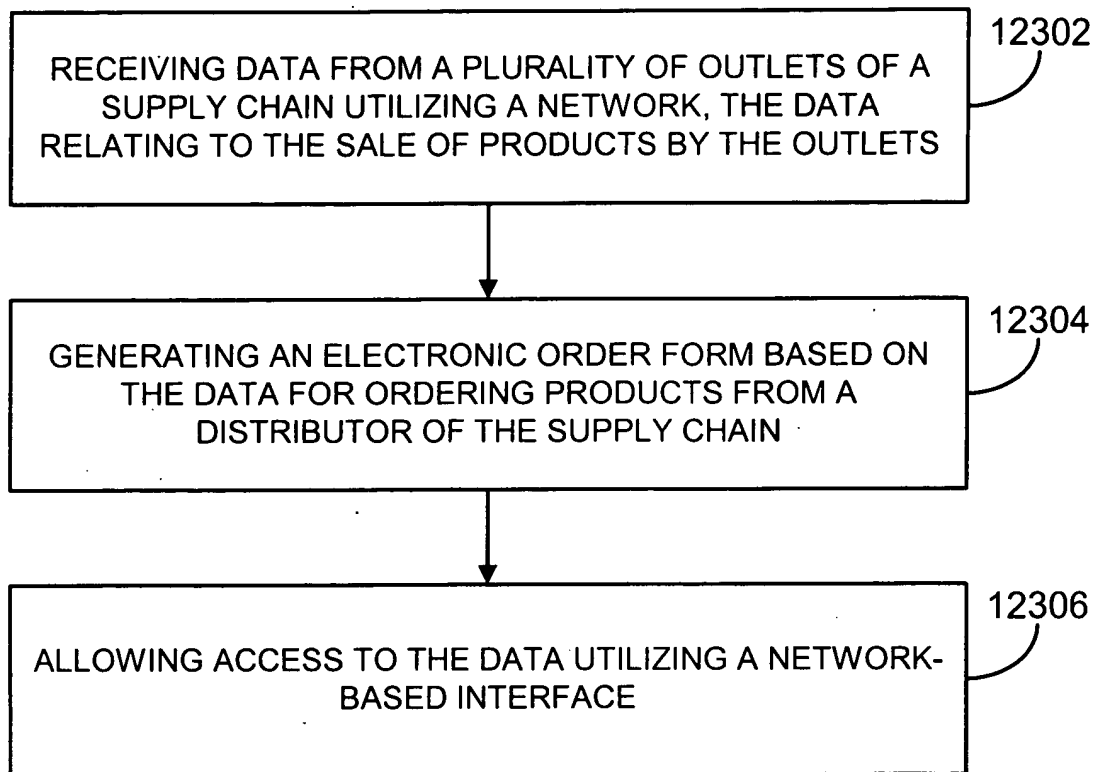 12302
RECEIVING DATA FROM A PLURALITY OF OUTLETS OF A
SUPPLY CHAIN UTILIZING A NETWORK, THE DATA
RELATING TO THE SALE OF PRODUCTS BY THE OUTLETS
12304
GENERATING AN ELECTRONIC ORDER FORM BASED ON
THE DATA FOR ORDERING PRODUCTS FROM A
DISTRIBUTOR OF THE SUPPLY CHAIN
12306
ALLOWING ACCESS TO THE DATA UTILIZING A NETWORK-
BASED INTERFACE